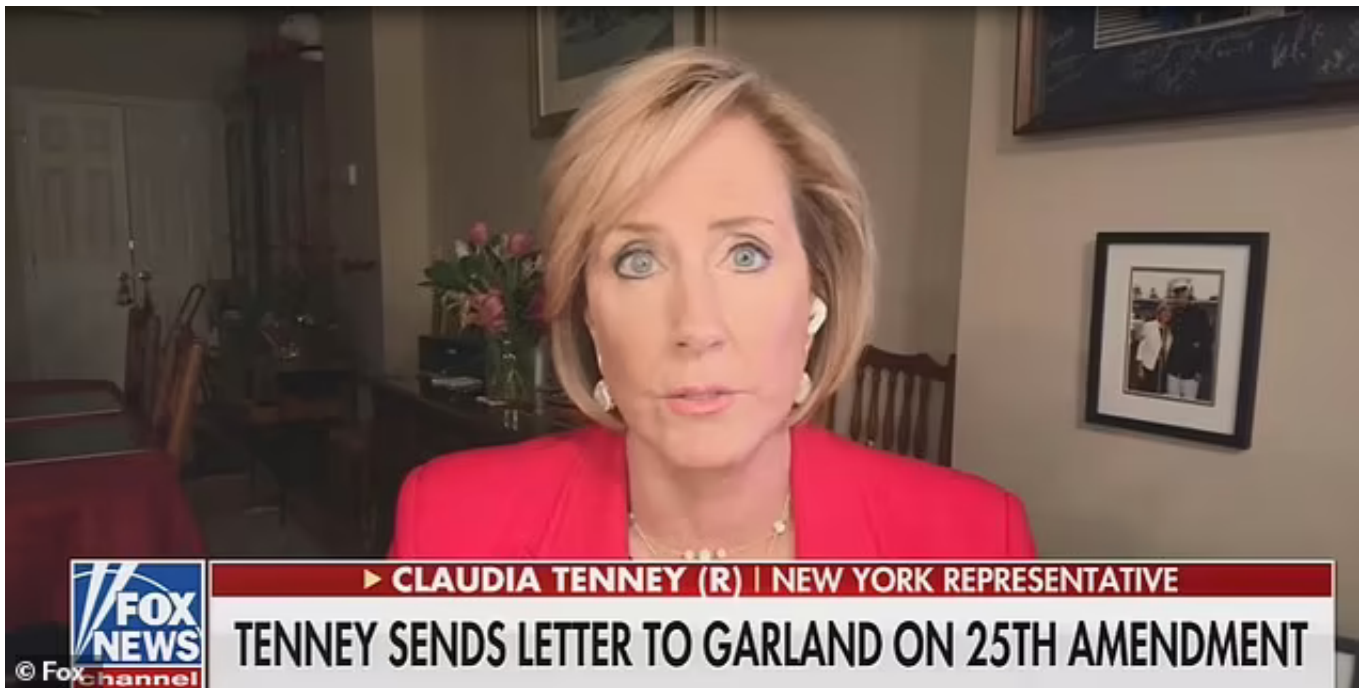 ▶ CLAUDIA TENNEY (R) | NEW YORK REPRESENTATIVE
FOX
NEWS
channel
TENNEY SENDS LETTER TO GARLAND ON 25TH AMENDMENT
© Fox